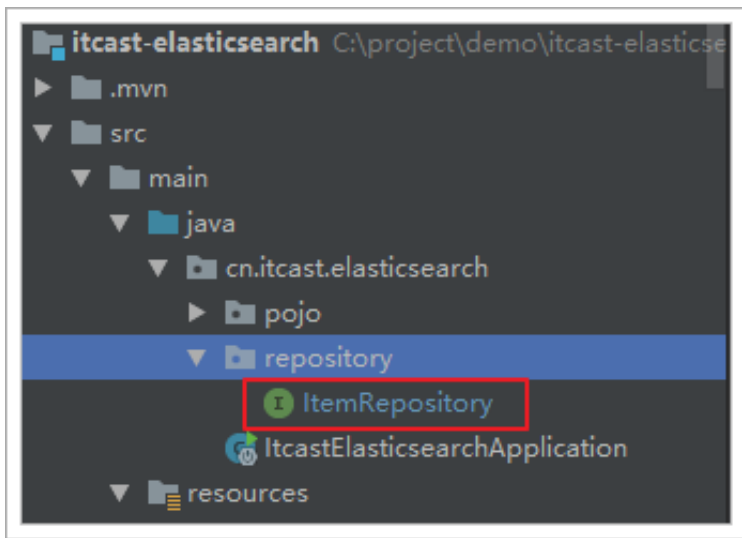 itcast-elasticsearch C:\project\demo\itcast-elasticse
.mvn
src
main
java
cn.itcast.elasticsearch
pojo
repository
I ItemRepository
ItcastElasticsearchApplication
resources